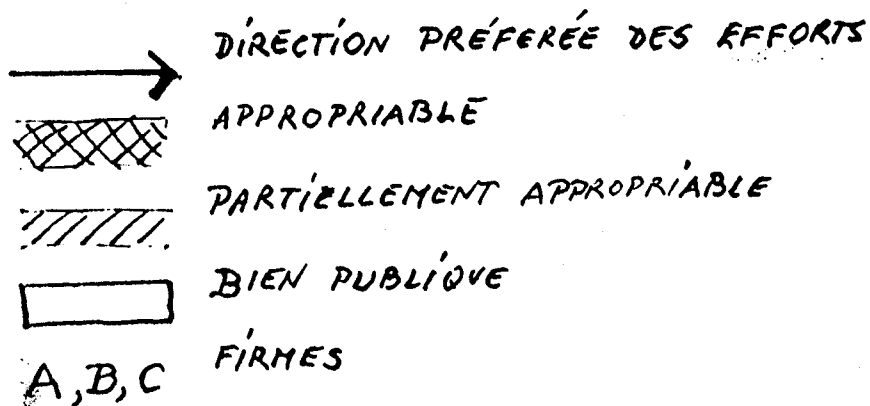 DIRECTION PRÉFERÉE DES EFFORTS
APPROPRIABLE
PARTIELLEMENT APPROPRIABLE
BIEN PUBLIQUE
A, B, C FIRMES